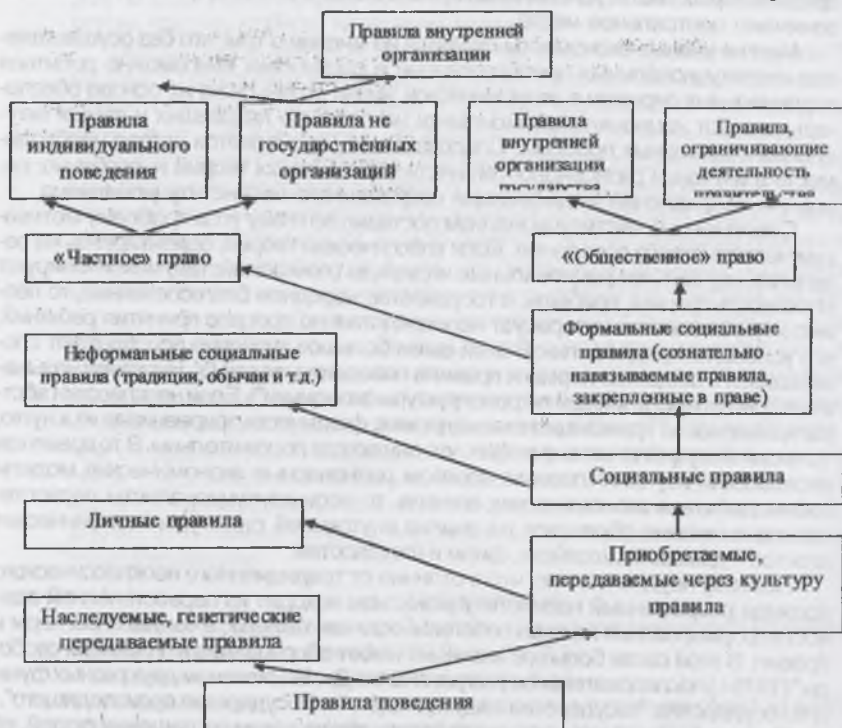 Правила внутренней
организации
Правила
индивидуального
поведения
Правила не
государственных
организаций
Правила
внутренней
организации
государства
Правила,
ограничивающие
деятельность
«Частное» право
«Общественное» право
Неформальные социальные
правила (традиции, обычаи и т.д.)
Формальные социальные
правила (сознательно
навязываемые правила,
закрепленные в праве)
Социальные правила
Личные правила
Приобретаемые,
передаваемые через культуру
правила
Наследуемые, генетические
передаваемые правила
Правила поведения